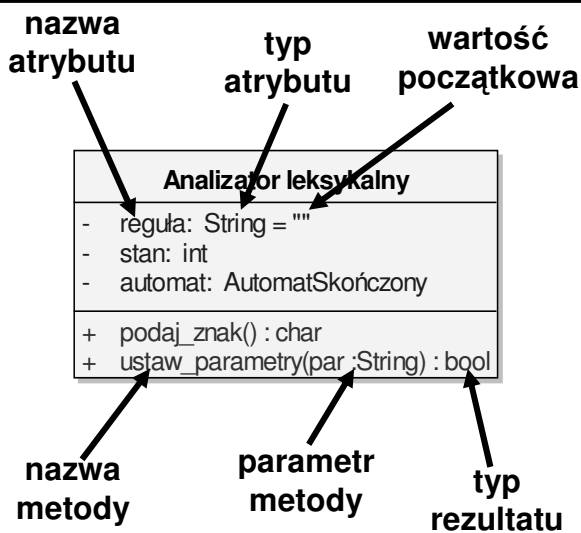 nazwa
atrybutu
typ
atrybutu
wartość
początkowa
Analizator leksykalny
- reguła: String = ""
- stan: int
- automat: AutomatSkończony
+ podaj_znak() : char
+ ustaw_parametry(par :String) : bool
nazwa
metody
parametr
metody
typ
rezultatu